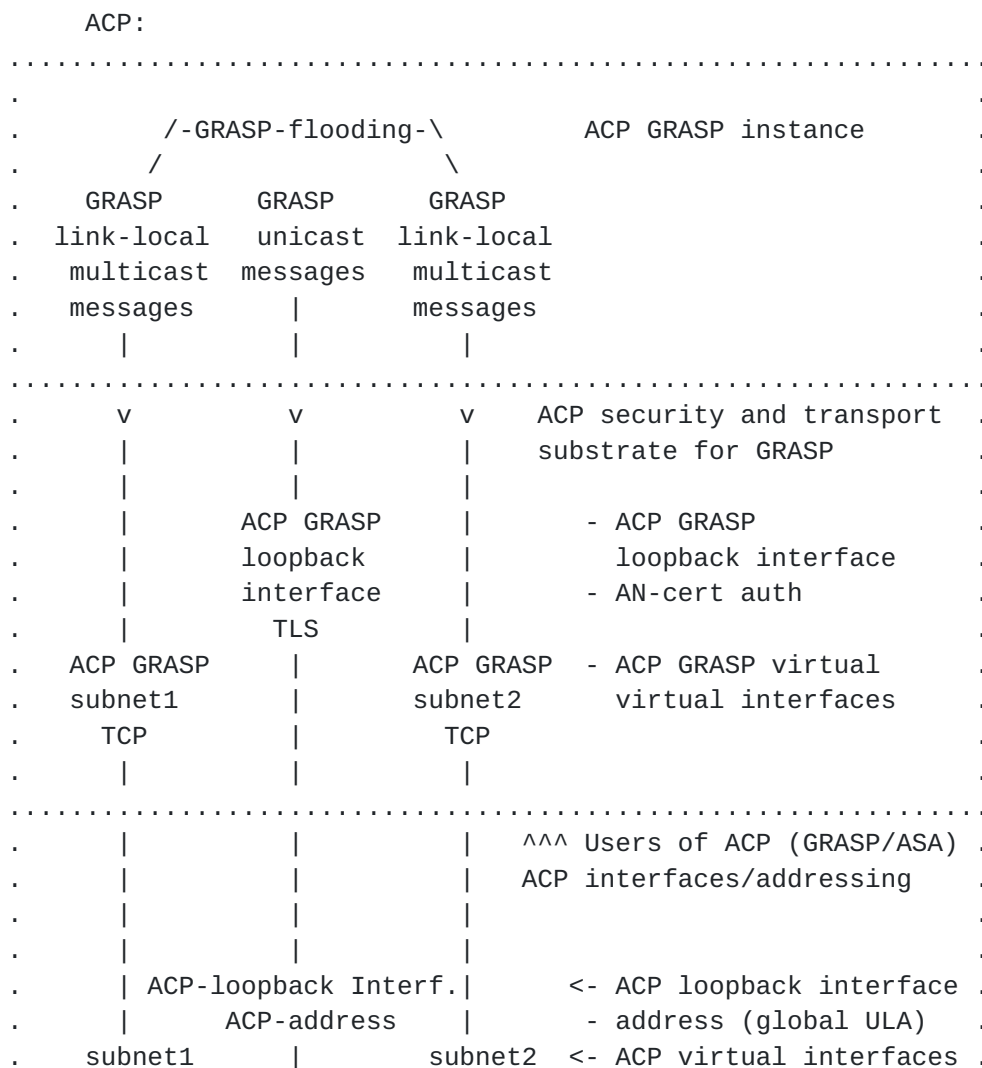 ACP:
................................................................
.                                                              .
.         /-GRASP-flooding-\         ACP GRASP instance        .
.        /                  \                                  .
.    GRASP      GRASP      GRASP                               .
.  link-local   unicast  link-local                            .
.   multicast  messages   multicast                            .
.   messages      |       messages                             .
.      |          |          |                                 .
................................................................
.      v          v          v    ACP security and transport   .
.      |          |          |    substrate for GRASP          .
.      |          |          |                                 .
.      |       ACP GRASP     |       - ACP GRASP               .
.      |       loopback      |         loopback interface      .
.      |       interface     |       - AN-cert auth            .
.      |         TLS         |                                 .
.   ACP GRASP     |       ACP GRASP  - ACP GRASP virtual       .
.   subnet1       |       subnet2      virtual interfaces      .
.     TCP         |         TCP                                .
.      |          |          |                                 .
................................................................
.      |          |          |   ^^^ Users of ACP (GRASP/ASA)  .
.      |          |          |   ACP interfaces/addressing     .
.      |          |          |                                 .
.      |          |          |                                 .
.      | ACP-loopback Interf.|      <- ACP loopback interface  .
.      |      ACP-address    |       - address (global ULA)    .
.    subnet1      |        subnet2  <- ACP virtual interfaces  .